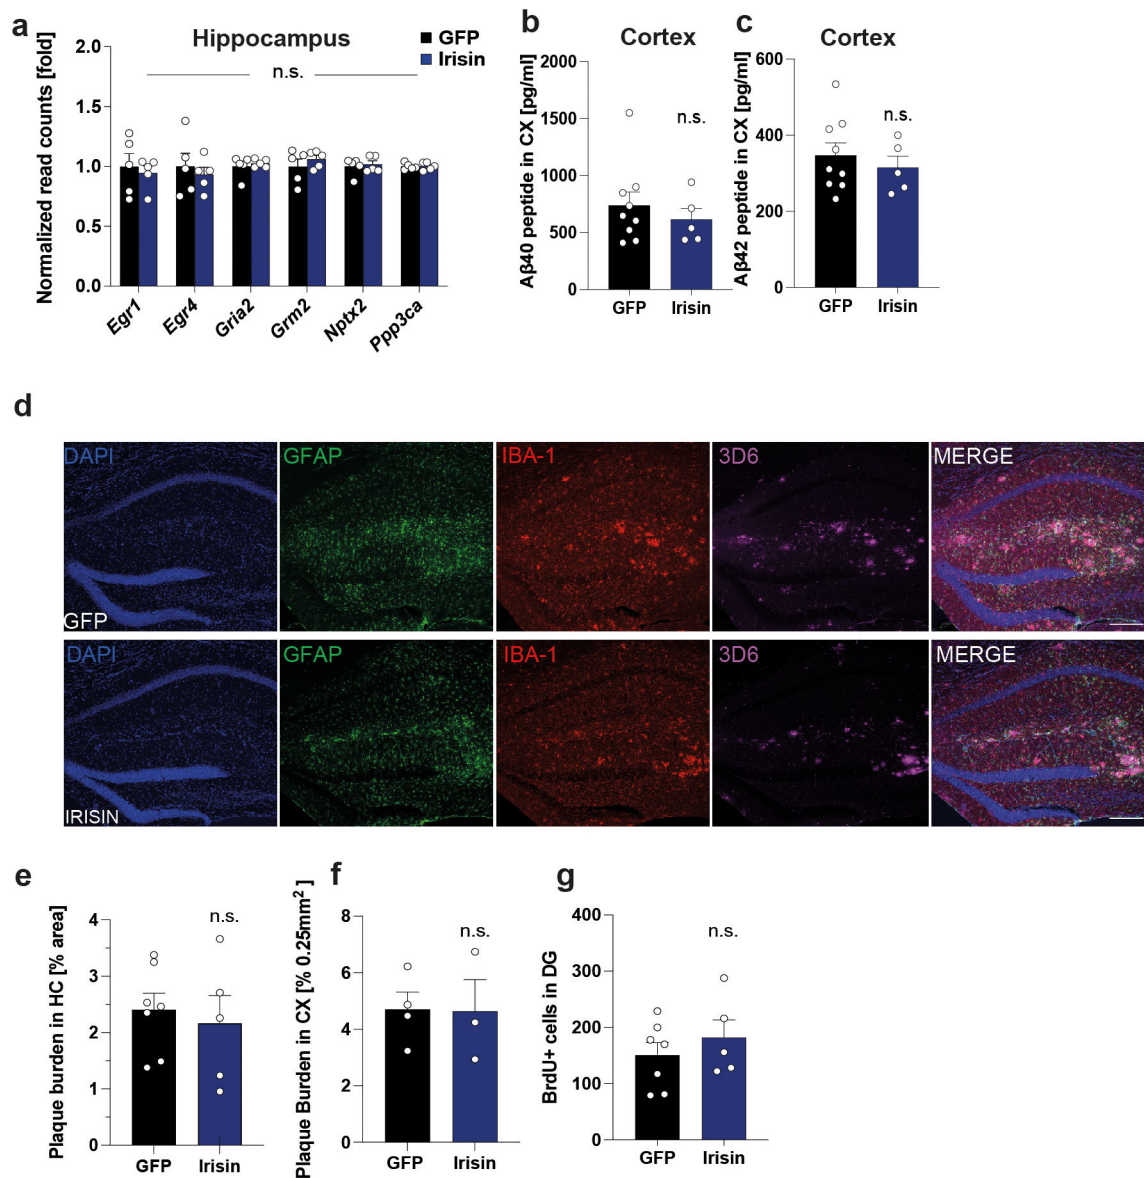 a
Hippocampus
GFP
Irisin
n.s.
Normalized read counts [fold]
2.0
1.5
1.0
0.5
0.0
Egr1
Egr4
Gria2
Grm2
Nptx2
Ppp3ca
b
Cortex
Aβ40 peptide in CX [pg/ml]
2000
1500
1000
500
0
n.s.
GFP
Irisin
c
Cortex
Aβ42 peptide in CX [pg/ml]
600
400
200
0
n.s.
GFP
Irisin
d
DAPI
GFAP
IBA-1
3D6
MERGE
GFP
DAPI
GFAP
IBA-1
3D6
MERGE
IRISIN
e
Plaque burden in HC [% area]
4
3
2
1
0
n.s.
GFP
Irisin
f
Plaque Burden in CX [% 0.25mm² ]
8
6
4
2
0
n.s.
GFP
Irisin
g
BrdU+ cells in DG
400
300
200
100
0
n.s.
GFP
Irisin